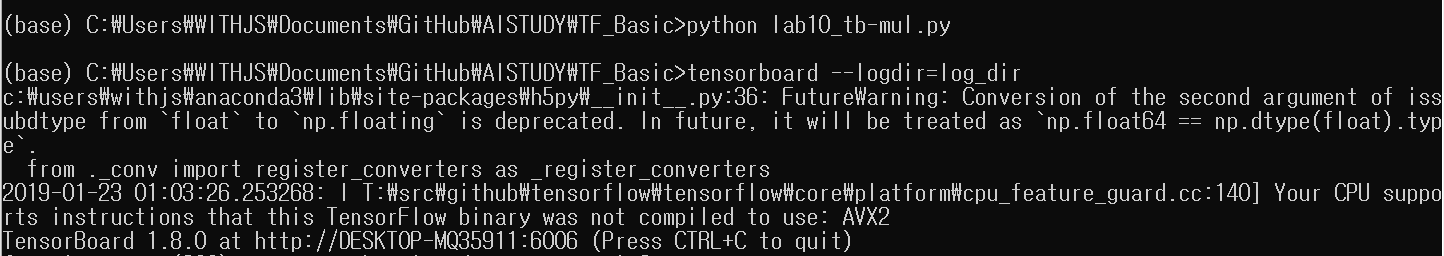 (base) C:₩Users₩WITHJS₩Documents₩GitHub₩AISTUDY₩TF_Basic>python lab10_tb-mul.py
(base) C:₩Users₩WITHJS₩Documents₩GitHub₩AISTUDY₩TF_Basic>tensorboard --logdir=log_dir
c:₩users₩withjs₩anaconda3₩lib₩site-packages₩h5py₩__init__.py:36: FutureWarning: Conversion of the second argument of iss
ubdtype from `float` to `np.floating` is deprecated. In future, it will be treated as `np.float64 == np.dtype(float).typ
e`.
from ._conv import register_converters as _register_converters
2019-01-23 01:03:26.253268: I T:₩src₩github₩tensorflow₩tensorflow₩core₩platform₩cpu_feature_guard.cc:140] Your CPU suppo
rts instructions that this TensorFlow binary was not compiled to use: AVX2
TensorBoard 1.8.0 at http://DESKTOP-MQ35911:6006 (Press CTRL+C to quit)